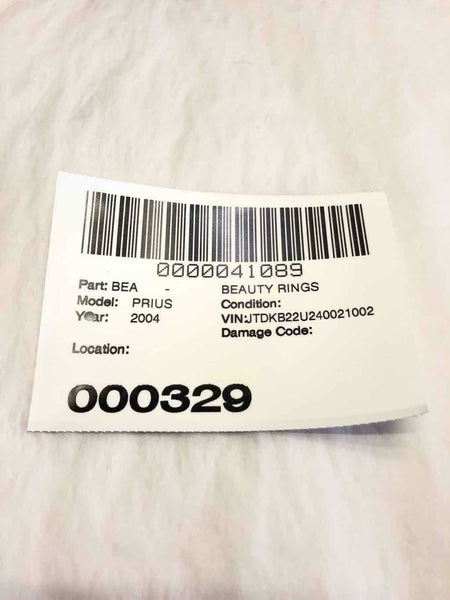 0000041089
Part: BEA - BEAUTY RINGS
Model: PRIUS Condition:
Year: 2004 VIN:JTDKB22U240021002
Damage Code:
Location:
000329